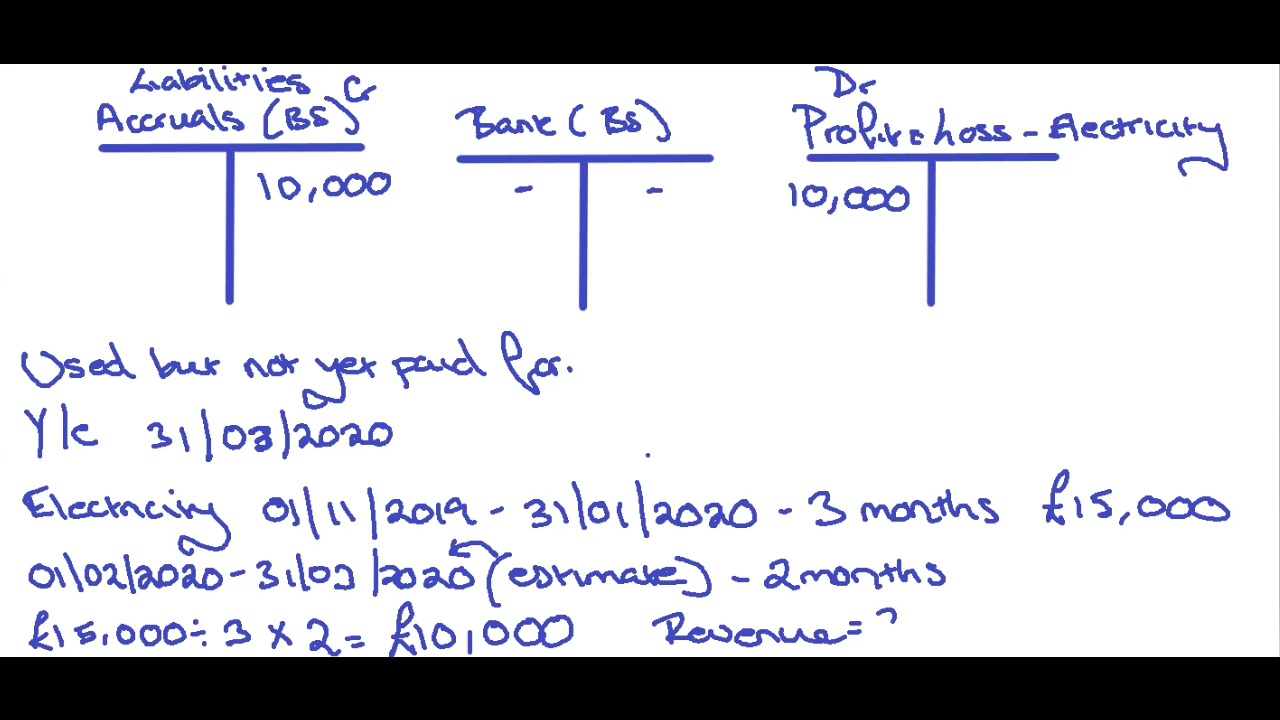 Liabilities Cr Dr
Accruals (BS) Bank (BS) Profit & Loss - Electricity
10,000 - - 10,000
Used but not yet paid for.
Y/e 31/03/2020
Electricity 01/11/2019 - 31/01/2020 - 3 months £15,000
01/02/2020 - 31/03/2020 (estimate) - 2 months
£15,000 ÷ 3 x 2 = £10,000 Revenue = ?